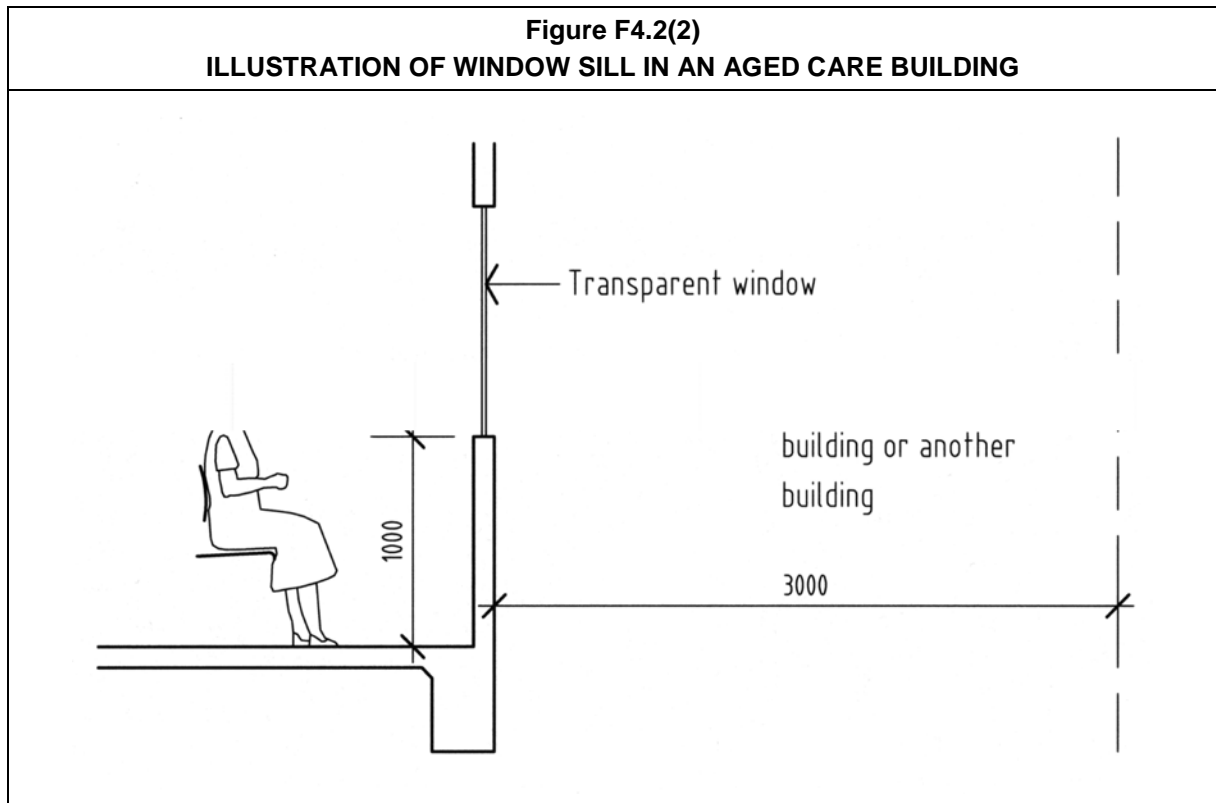 Figure F4.2(2)
ILLUSTRATION OF WINDOW SILL IN AN AGED CARE BUILDING
Transparent window
building or another
building
1000
3000